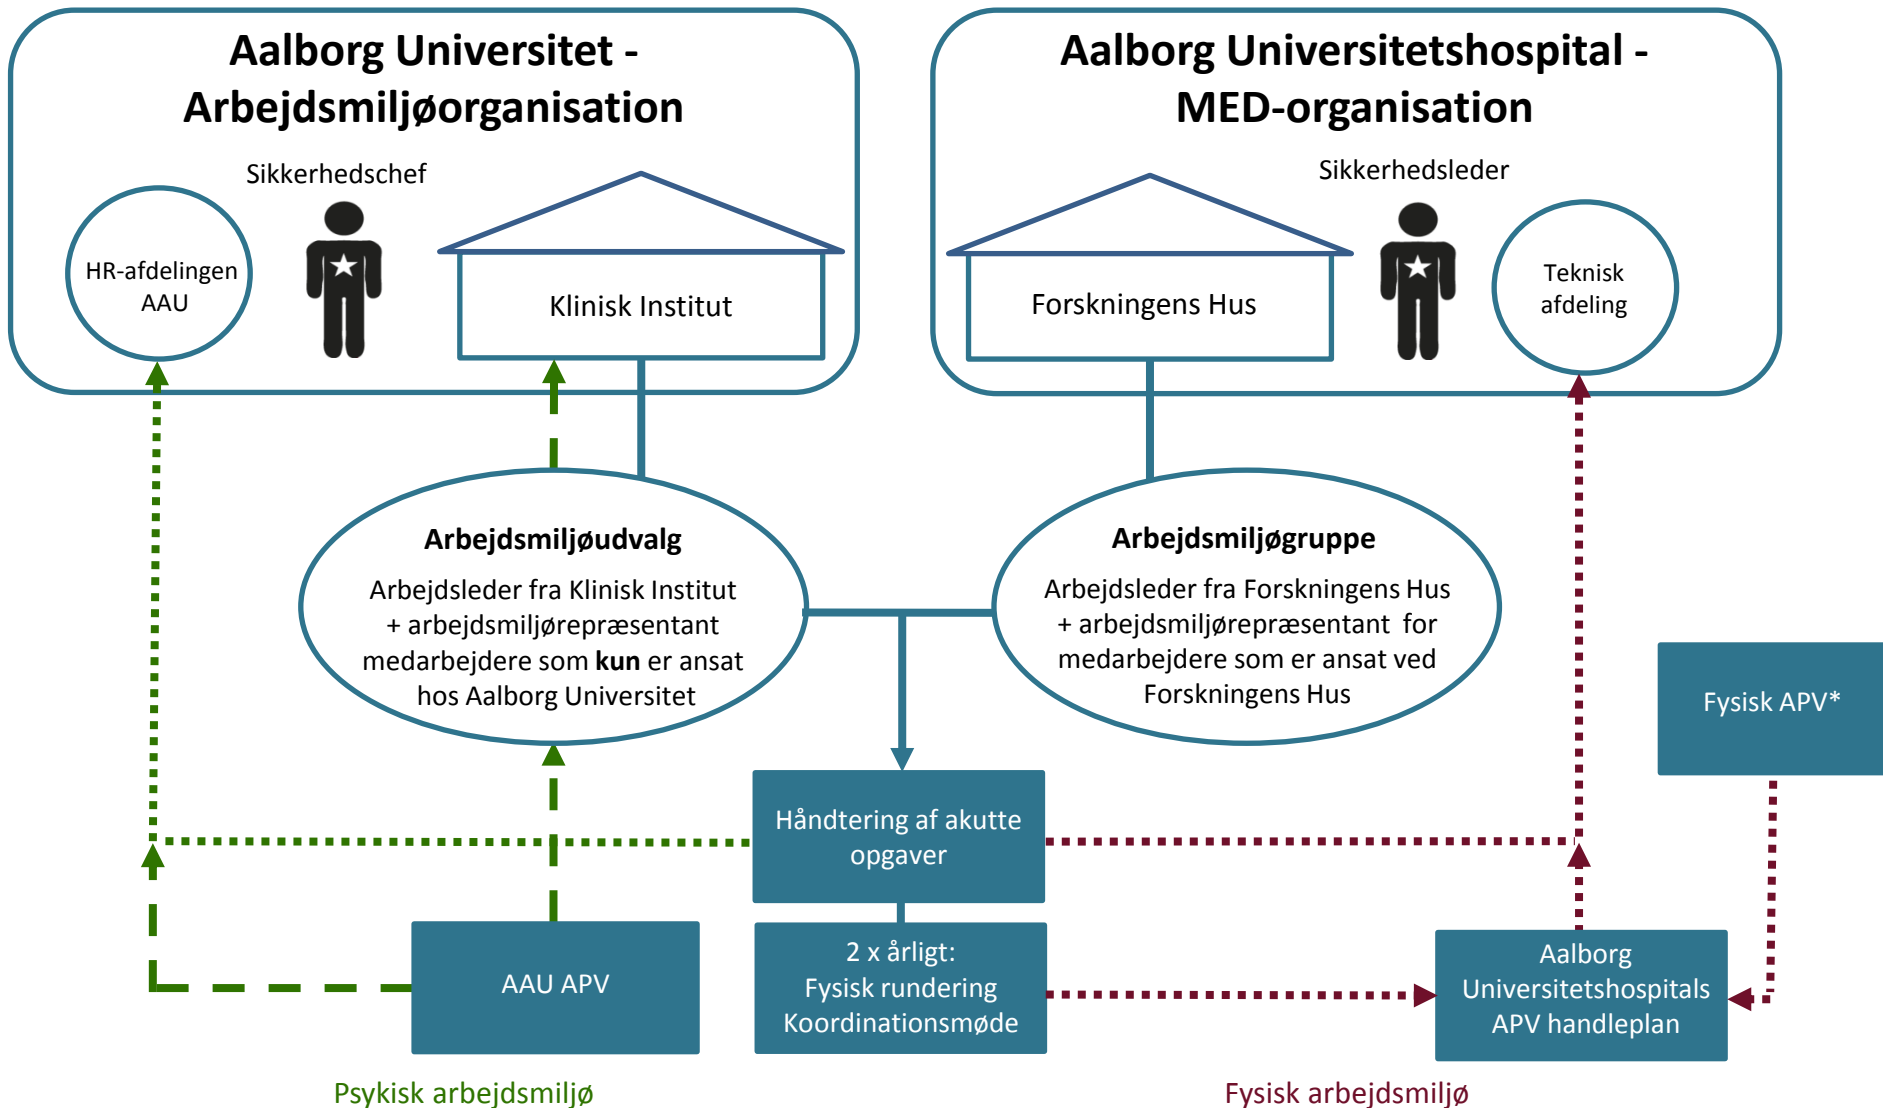 Aalborg Universitet -
Arbejdsmiljøorganisation
Sikkerhedschef
HR-afdelingen
AAU
Klinisk Institut
Aalborg Universitetshospital -
MED-organisation
Sikkerhedsleder
Forskningens Hus
Teknisk
afdeling
Arbejdsmiljøudvalg
Arbejdsleder fra Klinisk Institut
+ arbejdsmiljørepræsentant
medarbejdere som kun er ansat
hos Aalborg Universitet
Arbejdsmiljøgruppe
Arbejdsleder fra Forskningens Hus
+ arbejdsmiljørepræsentant for
medarbejdere som er ansat ved
Forskningens Hus
Fysisk APV*
Håndtering af akutte
opgaver
AAU APV
2 x årligt:
Fysisk rundering
Koordinationsmøde
Aalborg
Universitetshospitals
APV handleplan
Psykisk arbejdsmiljø
Fysisk arbejdsmiljø